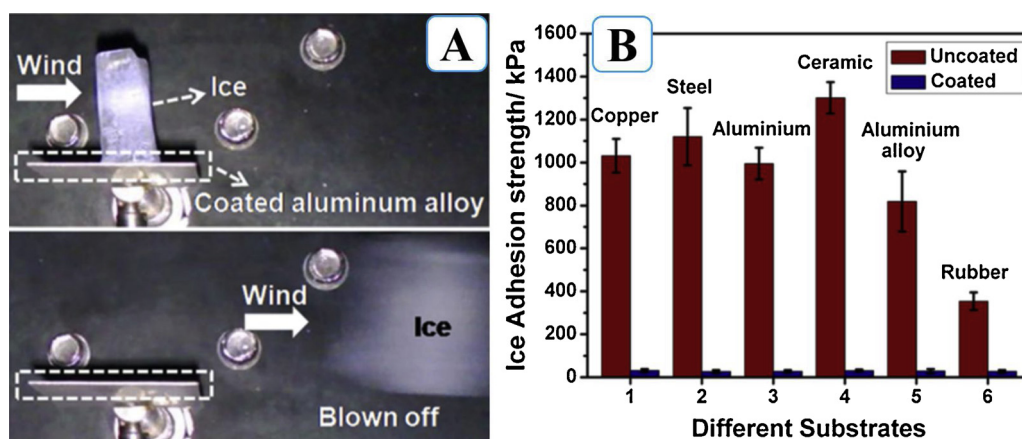 A
Wind
Ice
Coated aluminum alloy
Wind
Ice
Blown off
B
Ice Adhesion strength/ kPa
1600
1400
1200
1000
800
600
400
200
0
Uncoated
Coated
Copper
Steel
Aluminium
Ceramic
Aluminium
alloy
Rubber
1 2 3 4 5 6
Different Substrates